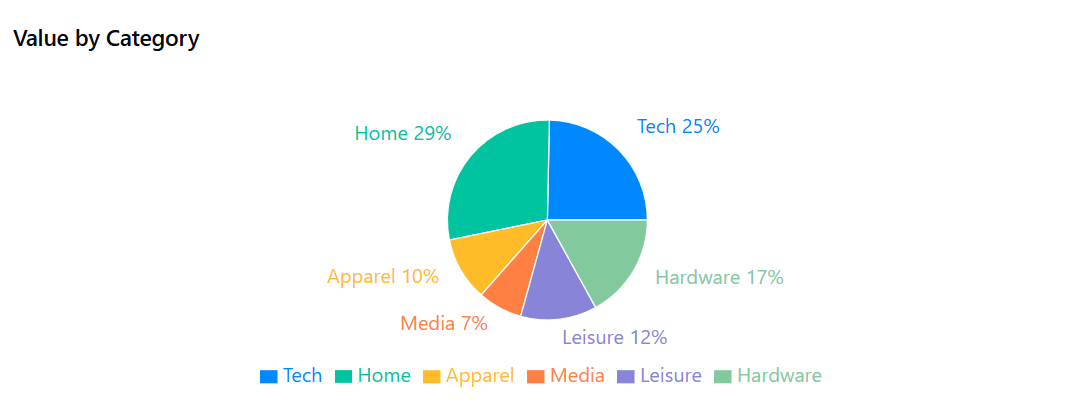 Value by Category
Home 29%
Tech 25%
Apparel 10%
Hardware 17%
Media 7%
Leisure 12%
Tech Home Apparel Media Leisure Hardware